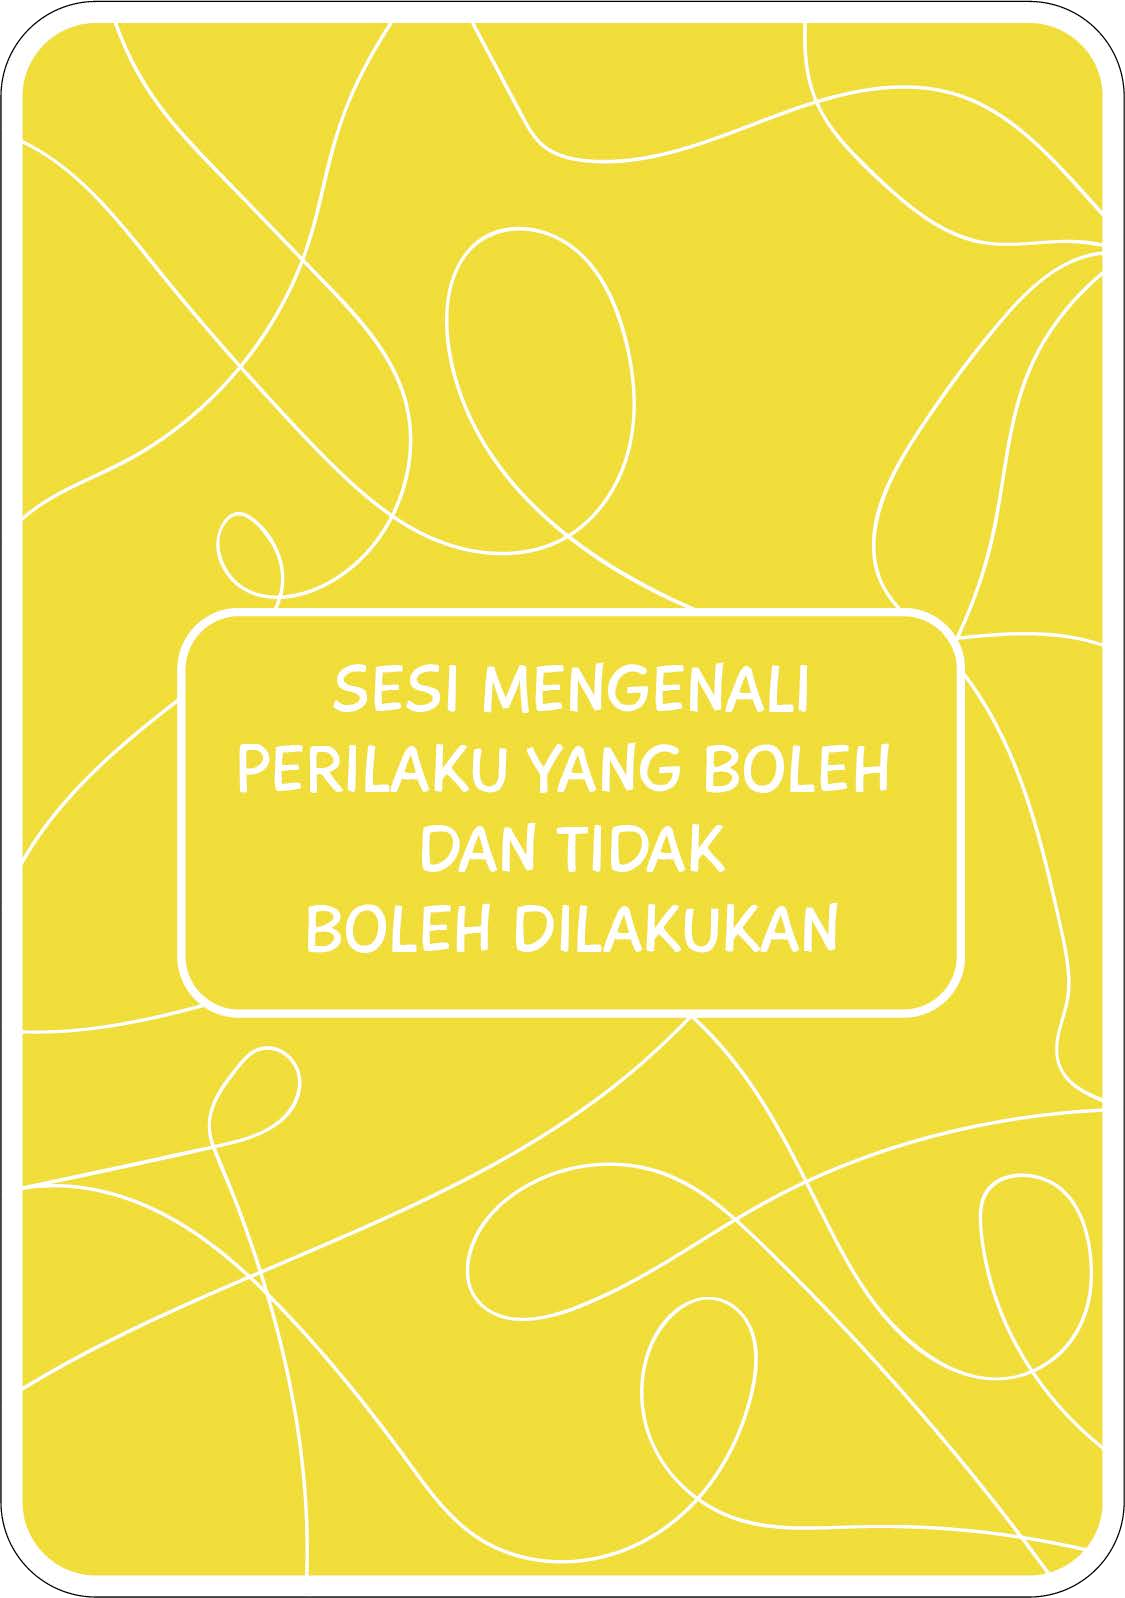 SESI MENGENALI
PERILAKU YANG BOLEH
DAN TIDAK
BOLEH DILAKUKAN